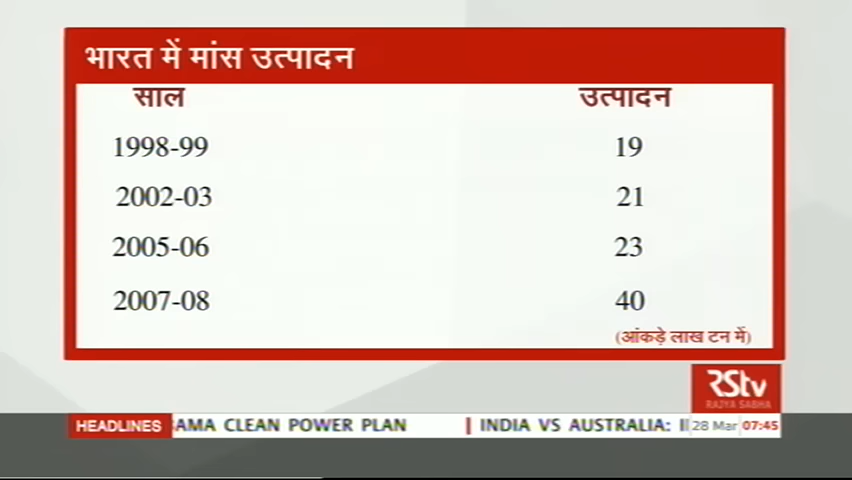 भारत में मांस उत्पादन
साल उत्पादन
1998-99 19
2002-03 21
2005-06 23
2007-08 40
(आंकड़े लाख टन में)
RStv
RAJYA SABHA
HEADLINES CLEAN POWER PLAN | INDIA VS AUSTRALIA: 28 Mar 07:45